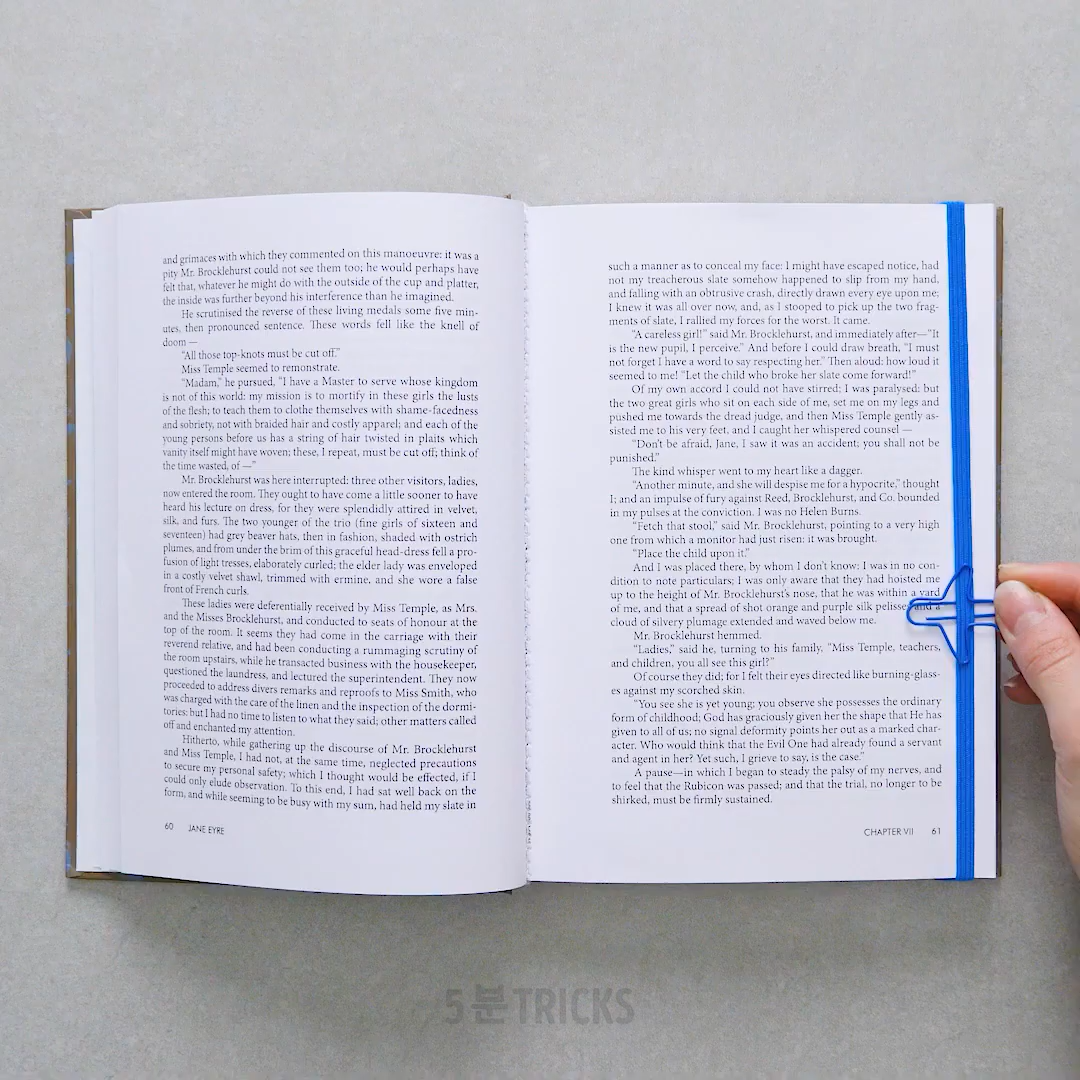 and grimaces with which they commented on this manoeuvre: it was a
pity Mr. Brocklehurst could not see them too; he would perhaps have
felt that, whatever he might do with the outside of the cup and platter,
the inside was further beyond his interference than he imagined.
He scrutinised the reverse of these living medals some five min-
utes, then pronounced sentence. These words fell like the knell of
doom —
“All those top-knots must be cut off.”
Miss Temple seemed to remonstrate.
“Madam,” he pursued, “I have a Master to serve whose kingdom
is not of this world: my mission is to mortify in these girls the lusts
of the flesh; to teach them to clothe themselves with shame-facedness
and sobriety, not with braided hair and costly apparel; and each of the
young persons before us has a string of hair twisted in plaits which
vanity itself might have woven; these, I repeat, must be cut off; think of
the time wasted, of —”
Mr. Brocklehurst was here interrupted: three other visitors, ladies,
now entered the room. They ought to have come a little sooner to have
heard his lecture on dress, for they were splendidly attired in velvet,
silk, and furs. The two younger of the trio (fine girls of sixteen and
seventeen) had grey beaver hats, then in fashion, shaded with ostrich
plumes, and from under the brim of this graceful head-dress fell a pro-
fusion of light tresses, elaborately curled; the elder lady was enveloped
in a costly velvet shawl, trimmed with ermine, and she wore a false
front of French curls.
These ladies were deferentially received by Miss Temple, as Mrs.
and the Misses Brocklehurst, and conducted to seats of honour at the
top of the room. It seems they had come in the carriage with their
reverend relative, and had been conducting a rummaging scrutiny of
the room upstairs, while he transacted business with the housekeeper,
questioned the laundress, and lectured the superintendent. They now
proceeded to address divers remarks and reproofs to Miss Smith, who
was charged with the care of the linen and the inspection of the dormi-
tories: but I had no time to listen to what they said; other matters called
off and enchanted my attention.
Hitherto, while gathering up the discourse of Mr. Brocklehurst
and Miss Temple, I had not, at the same time, neglected precautions
to secure my personal safety; which I thought would be effected, if I
could only elude observation. To this end, I had sat well back on the
form, and while seeming to be busy with my sum, had held my slate in
60 JANE EYRE
such a manner as to conceal my face: I might have escaped notice, had
not my treacherous slate somehow happened to slip from my hand,
and falling with an obtrusive crash, directly drawn every eye upon me;
I knew it was all over now, and, as I stooped to pick up the two frag-
ments of slate, I rallied my forces for the worst. It came.
“A careless girl!” said Mr. Brocklehurst, and immediately after—“It
is the new pupil, I perceive.” And before I could draw breath, “I must
not forget I have a word to say respecting her.” Then aloud: how loud it
seemed to me! “Let the child who broke her slate come forward!”
Of my own accord I could not have stirred; I was paralysed: but
the two great girls who sit on each side of me, set me on my legs and
pushed me towards the dread judge, and then Miss Temple gently as-
sisted me to his very feet, and I caught her whispered counsel —
“Don’t be afraid, Jane, I saw it was an accident; you shall not be
punished.”
The kind whisper went to my heart like a dagger.
“Another minute, and she will despise me for a hypocrite,” thought
I; and an impulse of fury against Reed, Brocklehurst, and Co. bounded
in my pulses at the conviction. I was no Helen Burns.
“Fetch that stool,” said Mr. Brocklehurst, pointing to a very high
one from which a monitor had just risen: it was brought.
“Place the child upon it.”
And I was placed there, by whom I don’t know: I was in no con-
dition to note particulars; I was only aware that they had hoisted me
up to the height of Mr. Brocklehurst’s nose, that he was within a yard
of me, and that a spread of shot orange and purple silk pelisses and a
cloud of silvery plumage extended and waved below me.
Mr. Brocklehurst hemmed.
“Ladies,” said he, turning to his family, “Miss Temple, teachers,
and children, you all see this girl?”
Of course they did; for I felt their eyes directed like burning-glass-
es against my scorched skin.
“You see she is yet young; you observe she possesses the ordinary
form of childhood; God has graciously given her the shape that He has
given to all of us; no signal deformity points her out as a marked char-
acter. Who would think that the Evil One had already found a servant
and agent in her? Yet such, I grieve to say, is the case.”
A pause—in which I began to steady the palsy of my nerves, and
to feel that the Rubicon was passed; and that the trial, no longer to be
shirked, must be firmly sustained.
CHAPTER VII 61
5분TRICKS